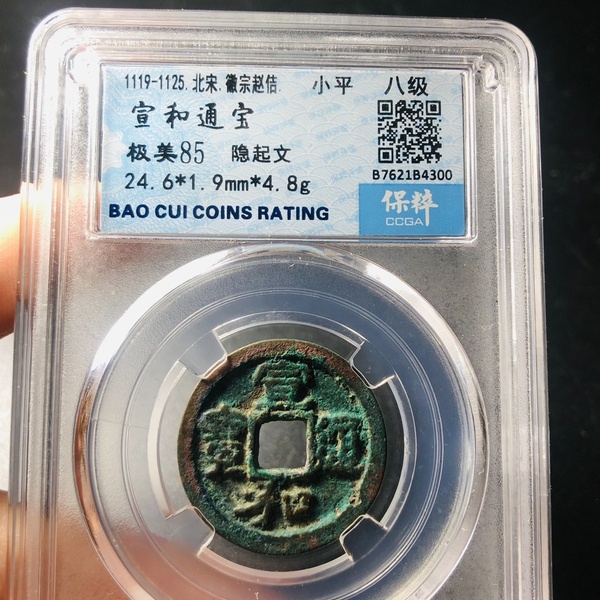 1119-1125.北宋.徽宗赵佶. 小平 八级
宣和通宝
极美85 隐起文
24.6*1.9mm*4.8g
B7621B4300
BAO CUI COINS RATING
保粹
CCGA
宣
寶 通
和